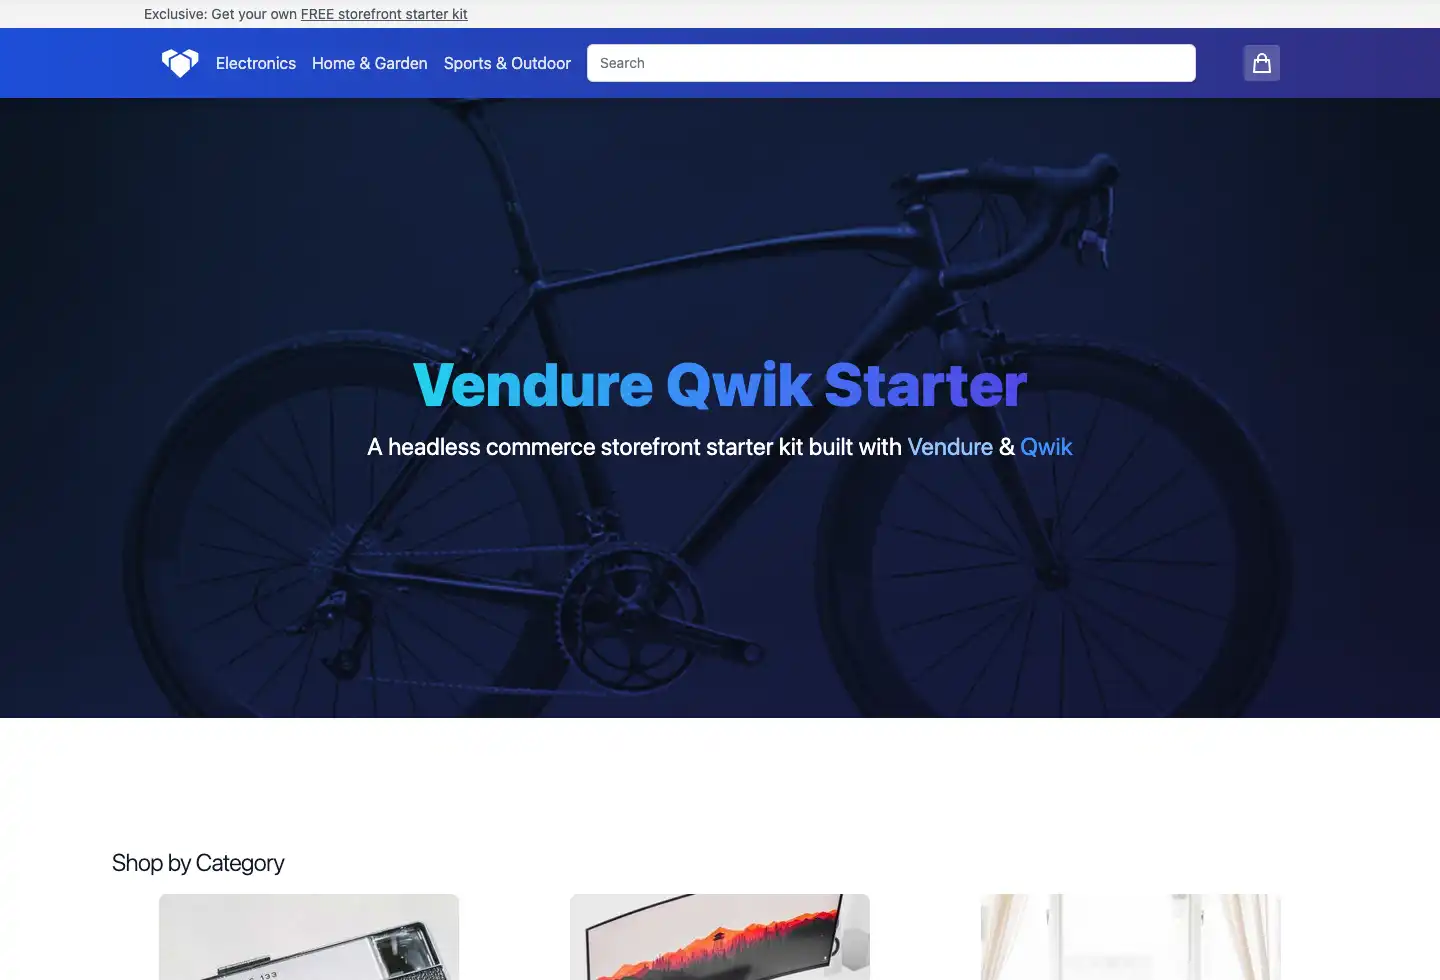 Exclusive: Get your own FREE storefront starter kit
Electronics Home & Garden Sports & Outdoor Search
Vendure Qwik Starter
A headless commerce storefront starter kit built with Vendure & Qwik
Shop by Category
133